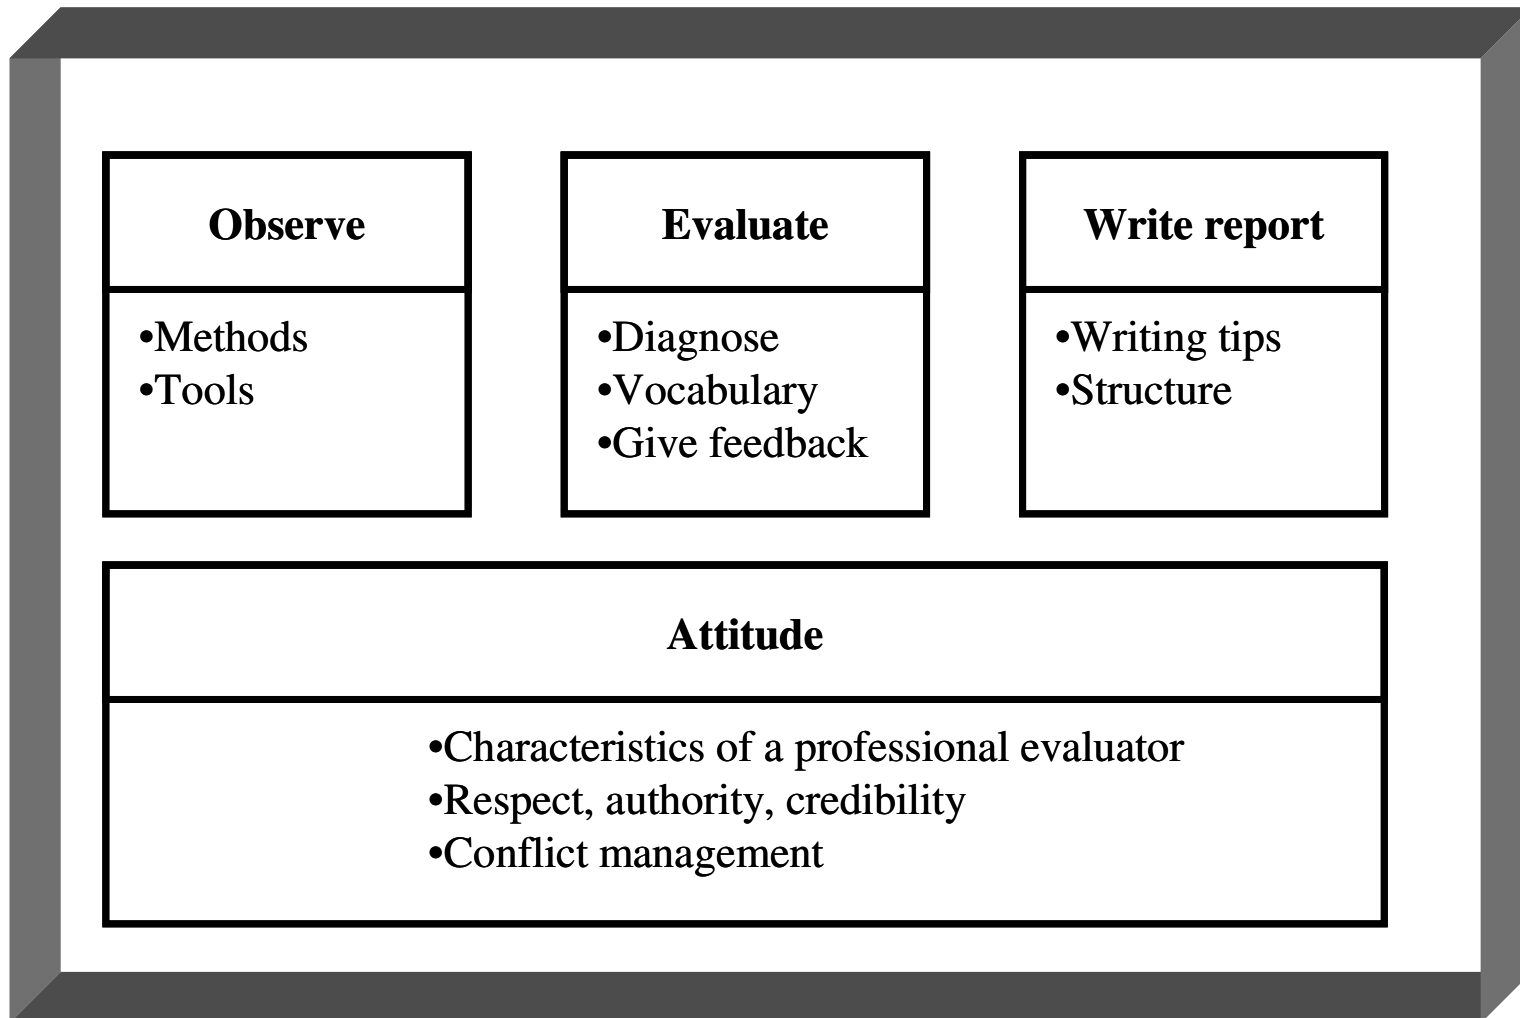 Observe
•Methods
•Tools
Evaluate
•Diagnose
•Vocabulary
•Give feedback
Write report
•Writing tips
•Structure
Attitude
•Characteristics of a professional evaluator
•Respect, authority, credibility
•Conflict management